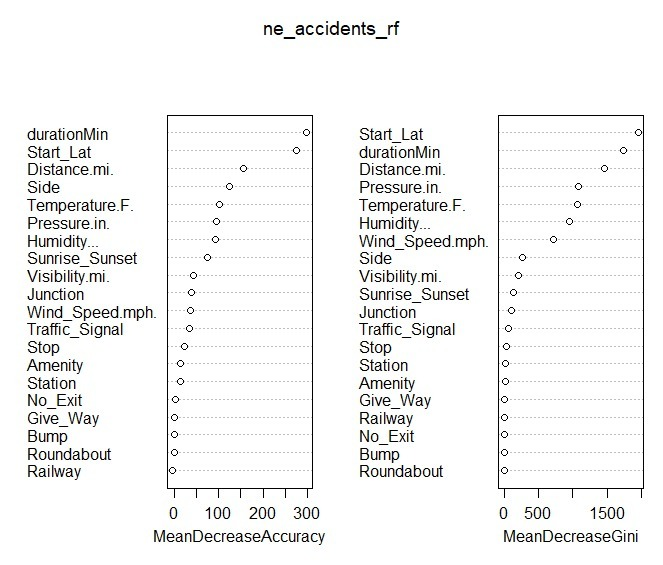 ne_accidents_rf
durationMin
Start_Lat
Distance.mi.
Side
Temperature.F.
Pressure.in.
Humidity...
Sunrise_Sunset
Visibility.mi.
Junction
Wind_Speed.mph.
Traffic_Signal
Stop
Amenity
Station
No_Exit
Give_Way
Bump
Roundabout
Railway
0 100 200 300
MeanDecreaseAccuracy
Start_Lat
durationMin
Distance.mi.
Pressure.in.
Temperature.F.
Humidity...
Wind_Speed.mph.
Side
Visibility.mi.
Sunrise_Sunset
Junction
Traffic_Signal
Stop
Station
Amenity
Give_Way
Railway
No_Exit
Bump
Roundabout
0 500 1500
MeanDecreaseGini